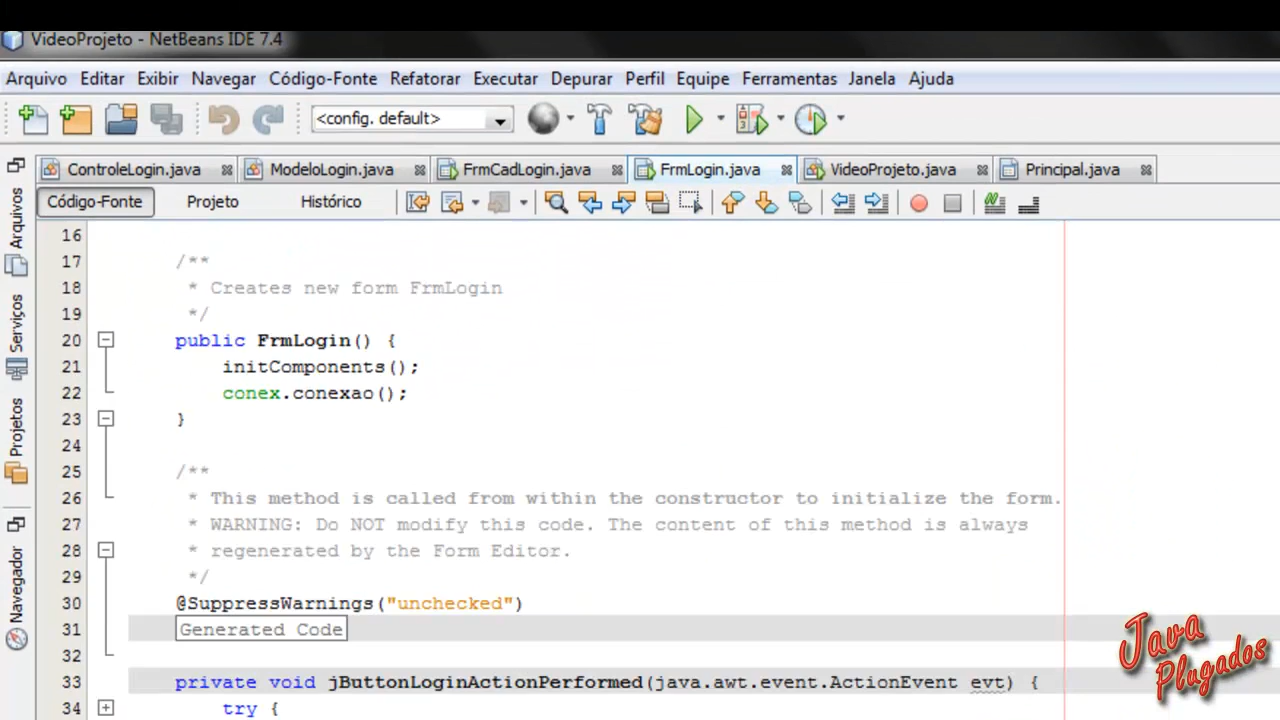 VideoProjeto - NetBeans IDE 7.4
Arquivo Editar Exibir Navegar Código-Fonte Refatorar Executar Depurar Perfil Equipe Ferramentas Janela Ajuda
<config. default>
ControleLogin.java ModeloLogin.java FrmCadLogin.java FrmLogin.java VideoProjeto.java Principal.java
Código-Fonte Projeto Histórico
Arquivos
Serviços
Projetos
Navegador
16
17 /**
18 * Creates new form FrmLogin
19 */
20 public FrmLogin() {
21 initComponents();
22 conex.conexao();
23 }
24
25 /**
26 * This method is called from within the constructor to initialize the form.
27 * WARNING: Do NOT modify this code. The content of this method is always
28 * regenerated by the Form Editor.
29 */
30 @SuppressWarnings("unchecked")
31 Generated Code
32
33 private void jButtonLoginActionPerformed(java.awt.event.ActionEvent evt) {
34 try {
Java
Plugados